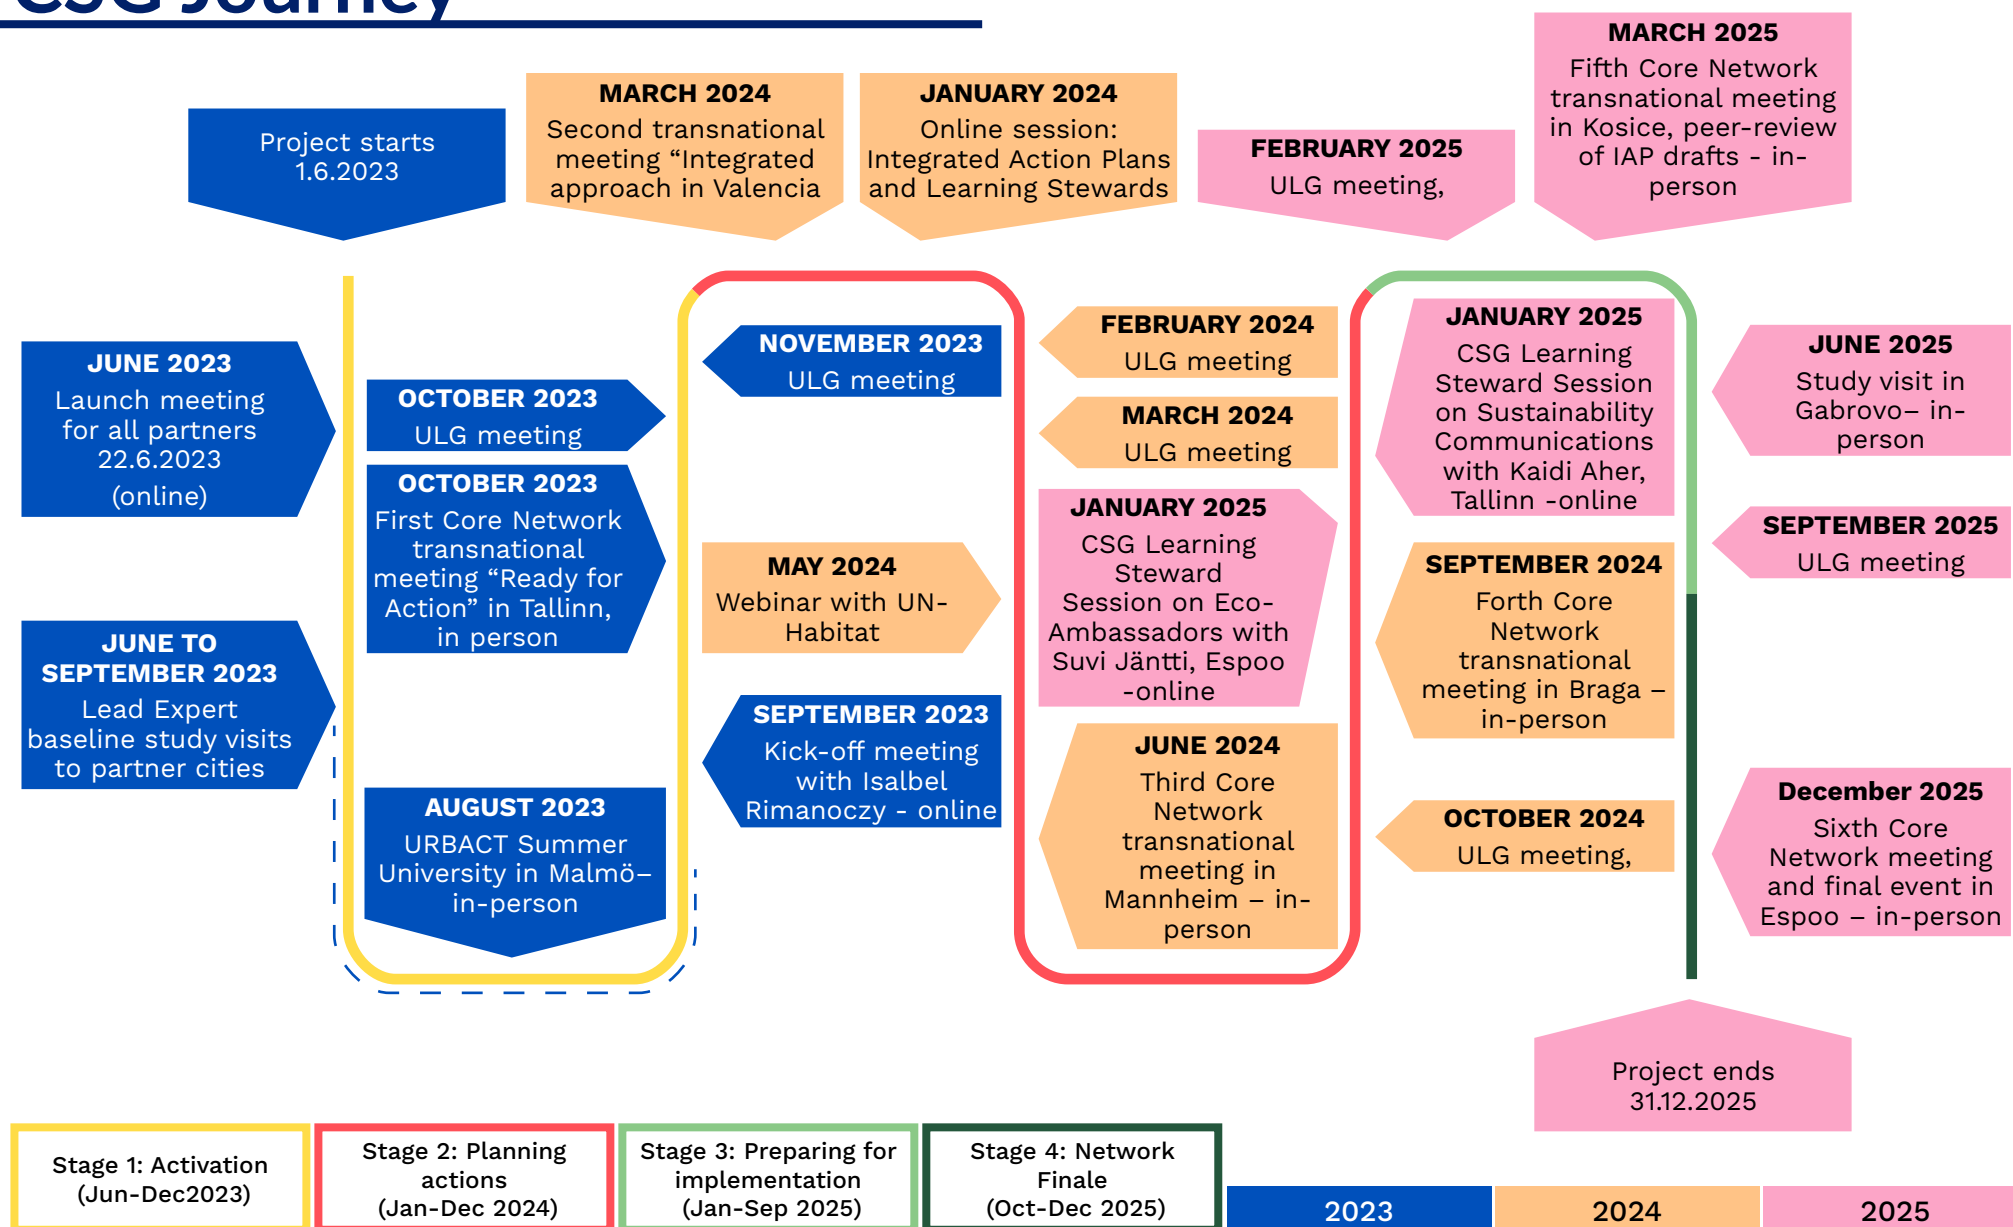 CSG Journey
Project starts
1.6.2023
MARCH 2024
Second transnational
meeting “Integrated
approach in Valencia
JANUARY 2024
Online session:
Integrated Action Plans
and Learning Stewards
FEBRUARY 2025
ULG meeting,
MARCH 2025
Fifth Core Network
transnational meeting
in Kosice, peer-review
of IAP drafts - in-
person
JUNE 2023
Launch meeting
for all partners
22.6.2023
(online)
JUNE TO
SEPTEMBER 2023
Lead Expert
baseline study visits
to partner cities
OCTOBER 2023
ULG meeting
OCTOBER 2023
First Core Network
transnational
meeting “Ready for
Action” in Tallinn,
in person
AUGUST 2023
URBACT Summer
University in Malmö–
in-person
NOVEMBER 2023
ULG meeting
MAY 2024
Webinar with UN-
Habitat
SEPTEMBER 2023
Kick-off meeting
with Isalbel
Rimanoczy - online
FEBRUARY 2024
ULG meeting
MARCH 2024
ULG meeting
JANUARY 2025
CSG Learning
Steward
Session on Eco-
Ambassadors with
Suvi Jäntti, Espoo
-online
JUNE 2024
Third Core
Network
transnational
meeting in
Mannheim – in-
person
JANUARY 2025
CSG Learning
Steward Session
on Sustainability
Communications
with Kaidi Aher,
Tallinn -online
SEPTEMBER 2024
Forth Core
Network
transnational
meeting in Braga –
in-person
OCTOBER 2024
ULG meeting,
JUNE 2025
Study visit in
Gabrovo– in-
person
SEPTEMBER 2025
ULG meeting
December 2025
Sixth Core
Network meeting
and final event in
Espoo – in-person
Project ends
31.12.2025
Stage 1: Activation
(Jun-Dec2023)
Stage 2: Planning
actions
(Jan-Dec 2024)
Stage 3: Preparing for
implementation
(Jan-Sep 2025)
Stage 4: Network
Finale
(Oct-Dec 2025)
2023
2024
2025